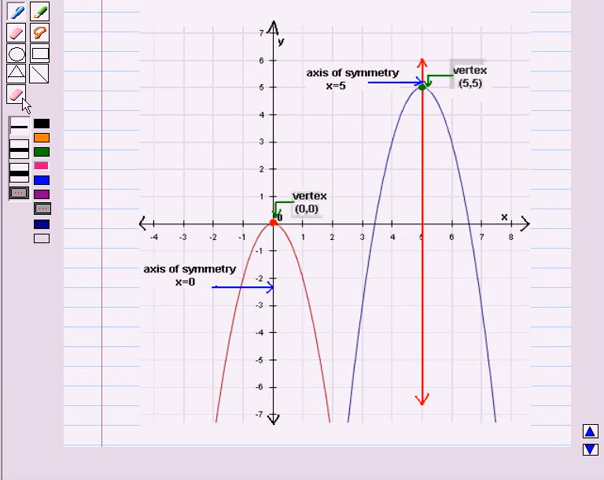 7
y
6
axis of symmetry
x=5
vertex
(5,5)
5
4
3
2
1
vertex
(0,0)
0
x
-4 -3 -2 -1 1 2 3 4 5 6 7 8
-1
axis of symmetry
x=0
-2
-3
-4
-5
-6
-7